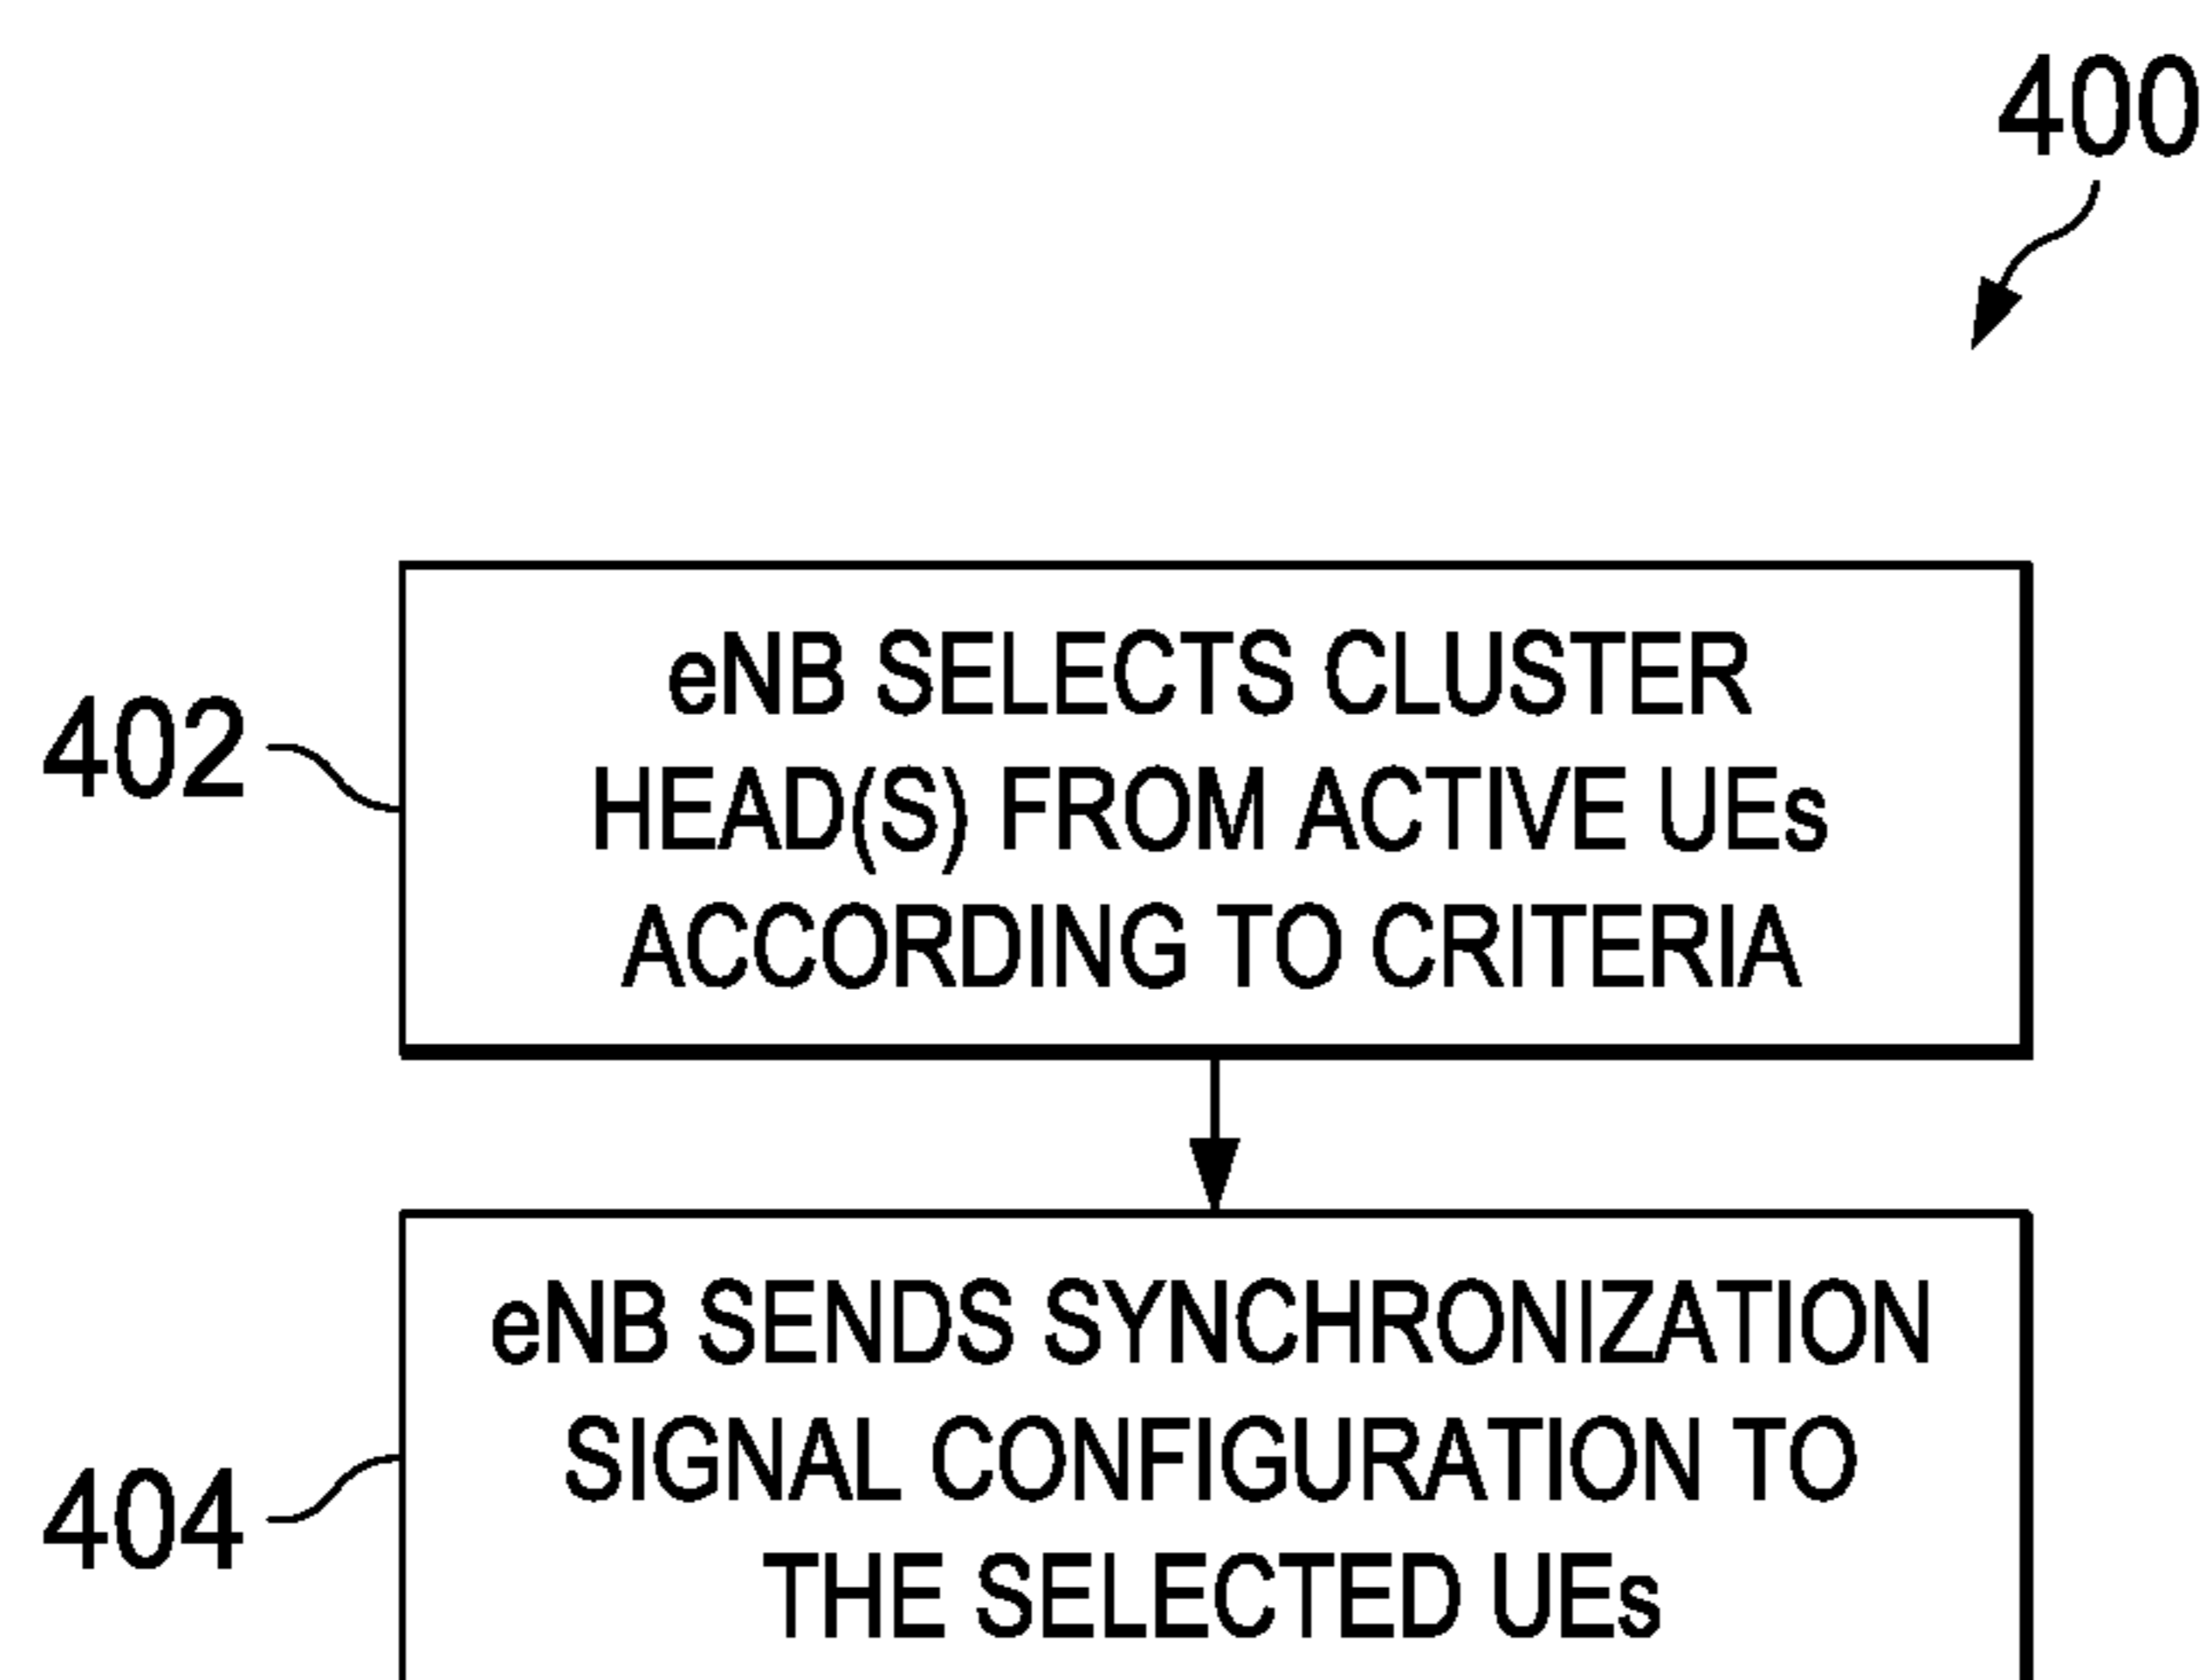 400
402
eNB SELECTS CLUSTER
HEAD(S) FROM ACTIVE UEs
ACCORDING TO CRITERIA
404
eNB SENDS SYNCHRONIZATION
SIGNAL CONFIGURATION TO
THE SELECTED UEs